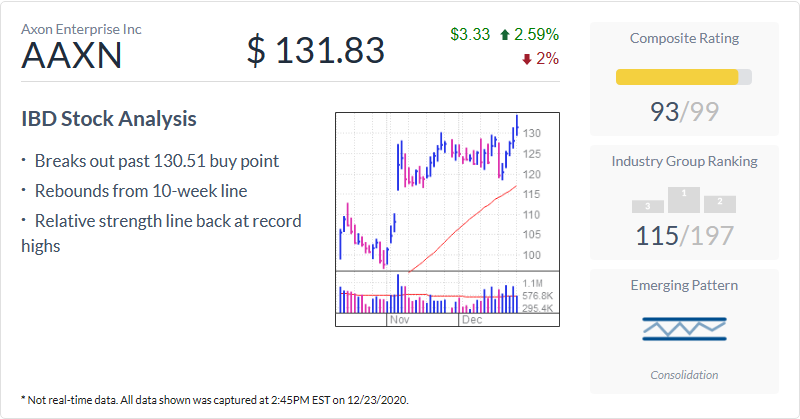 Axon Enterprise Inc
AAXN
$ 131.83
$3.33 2.59%
2%
IBD Stock Analysis
· Breaks out past 130.51 buy point
· Rebounds from 10-week line
· Relative strength line back at record
highs
130
125
120
115
110
105
100
1.1M
576.8K
295.4K
Nov
Dec
Composite Rating
93/99
Industry Group Ranking
3
1
2
115/197
Emerging Pattern
Consolidation
* Not real-time data. All data shown was captured at 2:45PM EST on 12/23/2020.